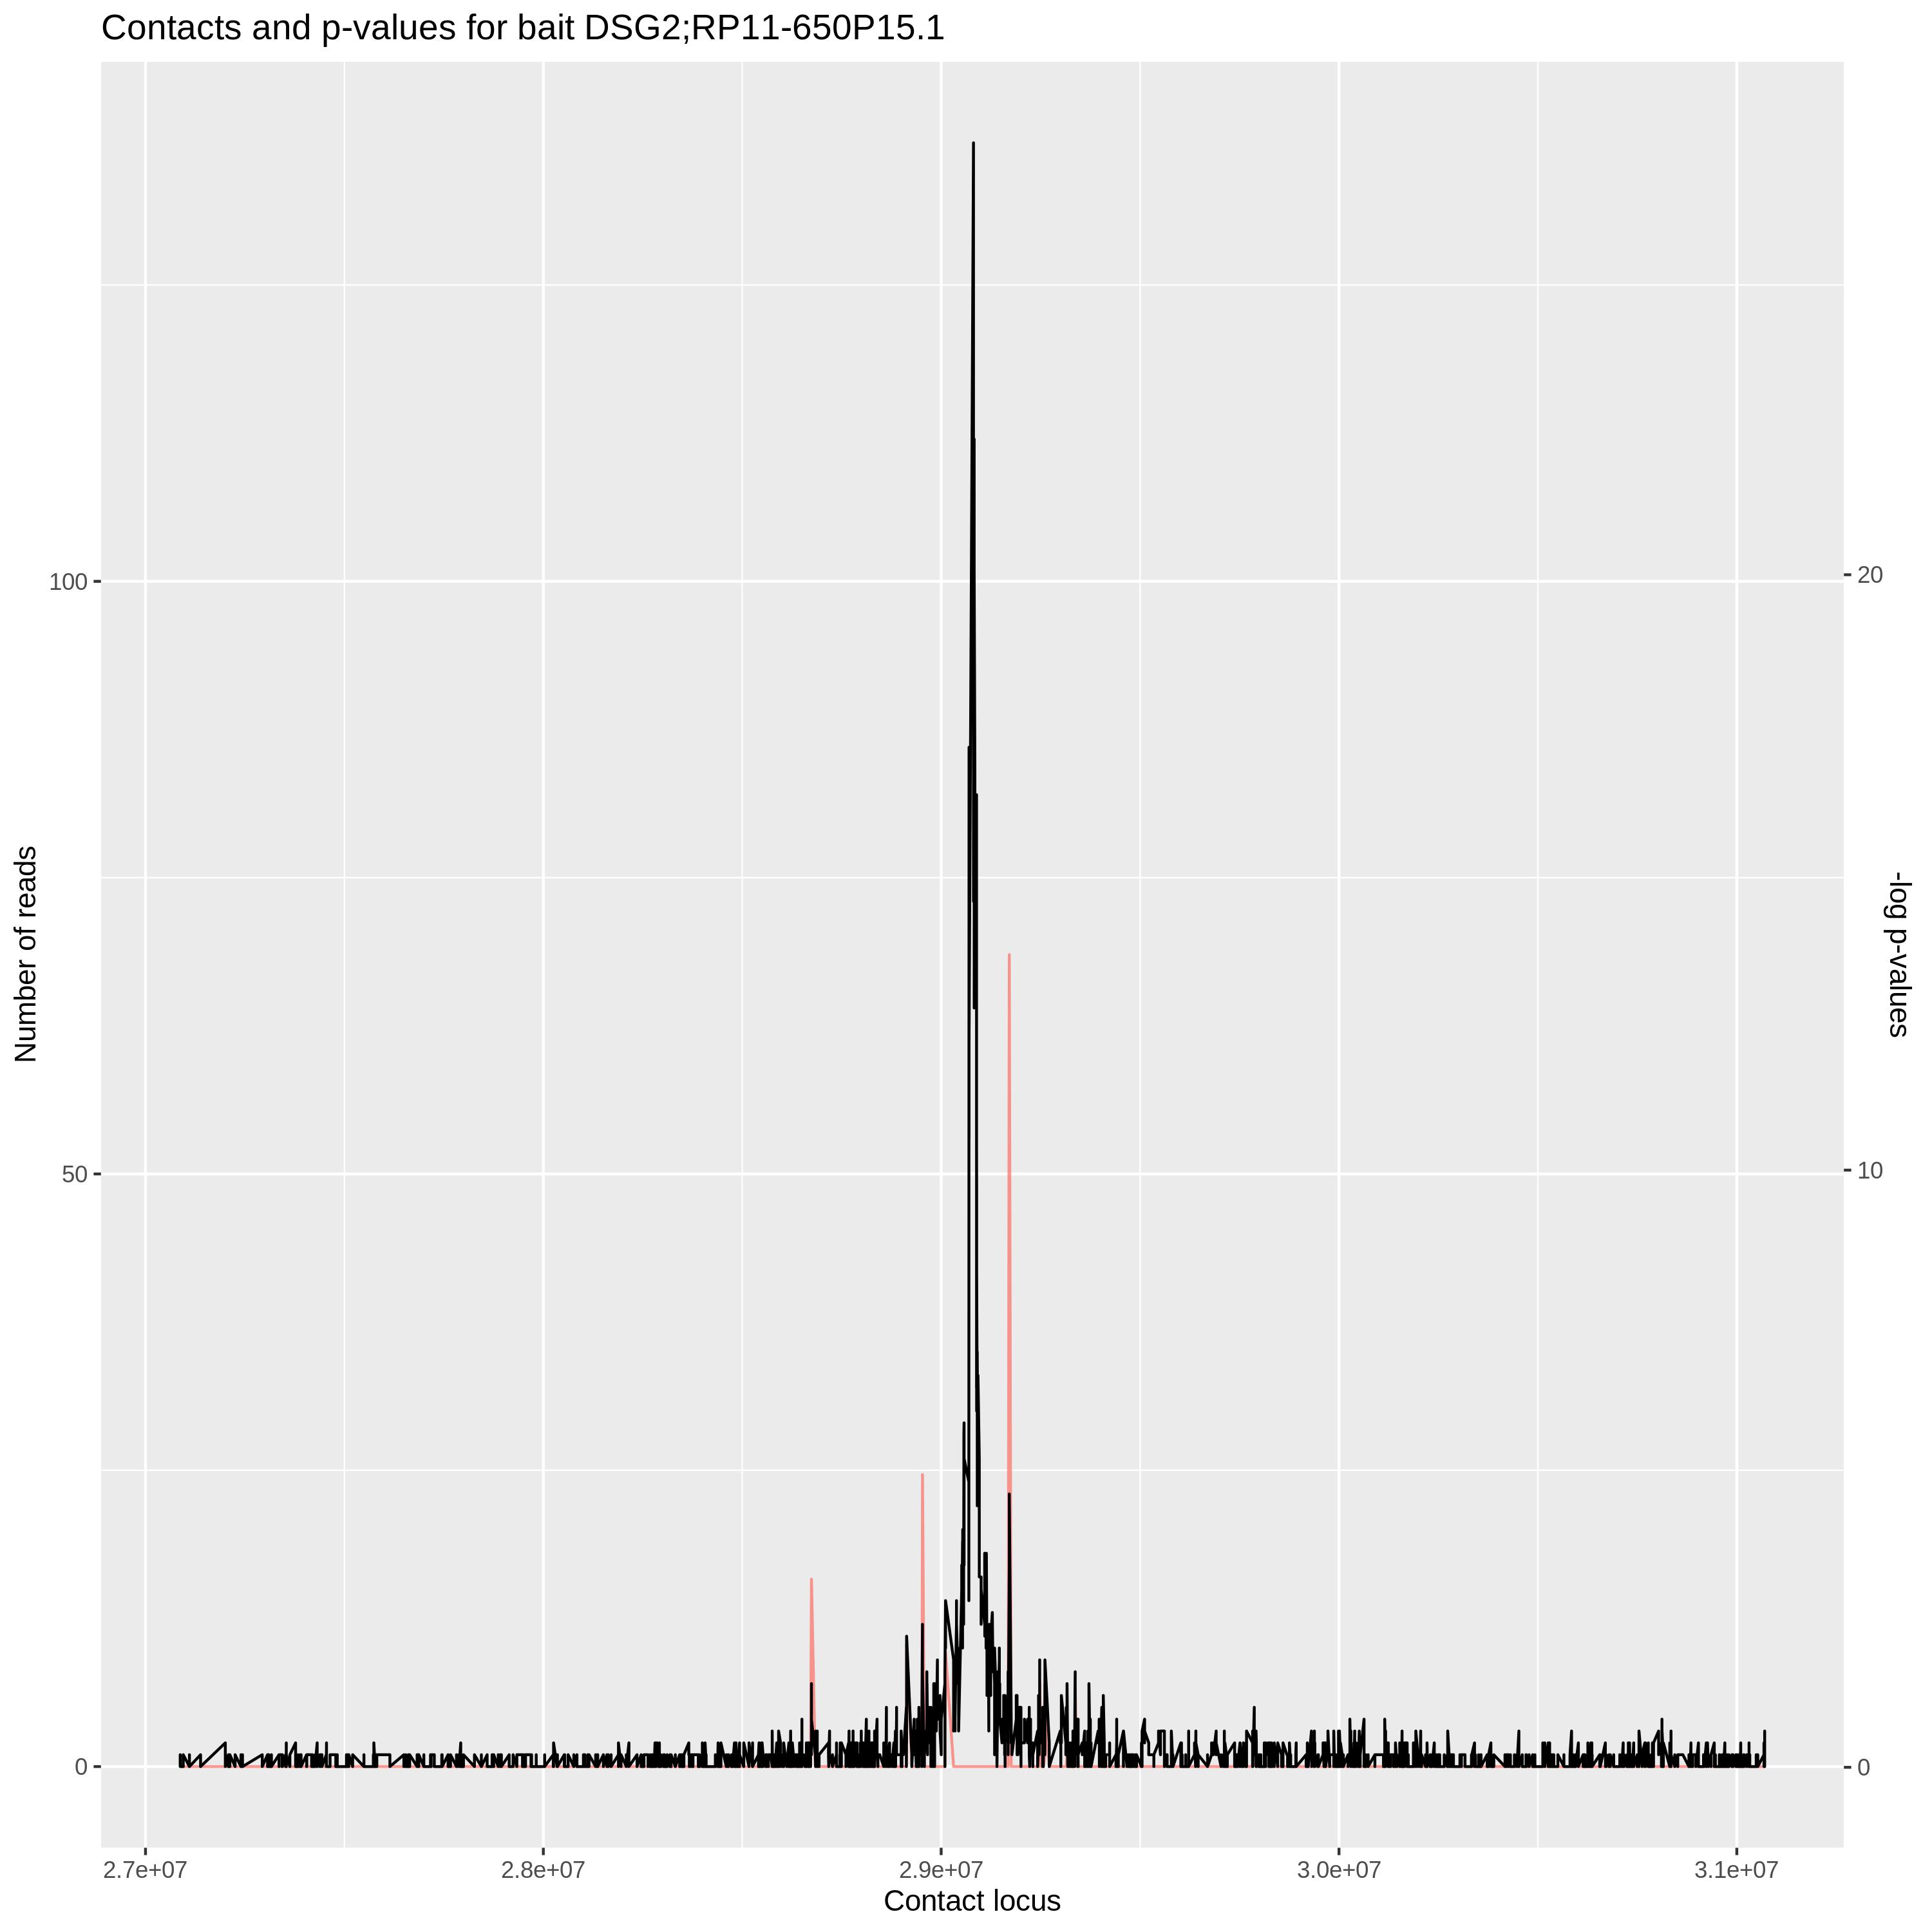 Contacts and p-values for bait DSG2;RP11-650P15.1
Number of reads
100
50
0
20
10
0
-log p-values
2.7e+07 2.8e+07 2.9e+07 3.0e+07 3.1e+07
Contact locus